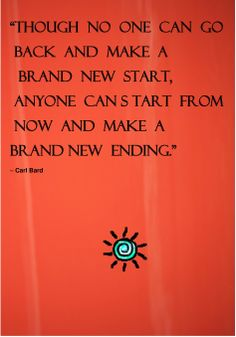 “THOUGH NO ONE CAN GO
BACK AND MAKE A
BRAND NEW START,
ANYONE CAN S TART FROM
NOW AND MAKE A
BRAND NEW ENDING.”
– Carl Bard